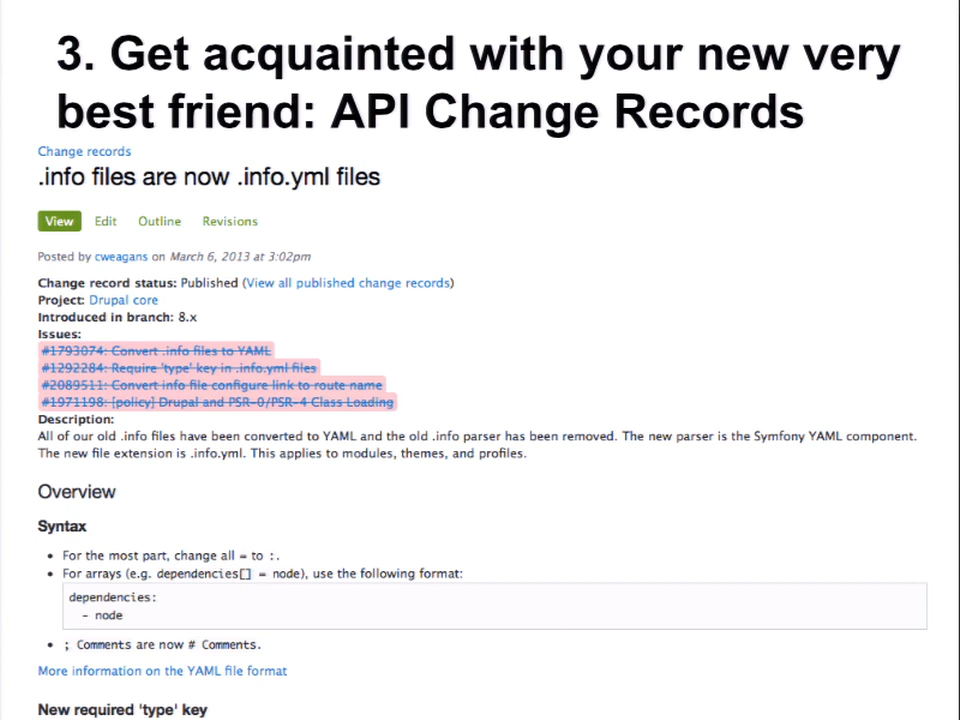 3. Get acquainted with your new very
best friend: API Change Records
Change records
.info files are now .info.yml files
View Edit Outline Revisions
Posted by cweagans on March 6, 2013 at 3:02pm
Change record status: Published (View all published change records)
Project: Drupal core
Introduced in branch: 8.x
Issues:
#1793074: Convert .info files to YAML
#1292284: Require 'type' key in .info.yml files
#2089511: Convert info file configure link to route name
#1971198: [policy] Drupal and PSR-0/PSR-4 Class Loading
Description:
All of our old .info files have been converted to YAML and the old .info parser has been removed. The new parser is the Symfony YAML component.
The new file extension is .info.yml. This applies to modules, themes, and profiles.
Overview
Syntax
• For the most part, change all = to :.
• For arrays (e.g. dependencies[] = node), use the following format:
dependencies:
- node
• ; Comments are now # Comments.
More information on the YAML file format
New required 'type' key